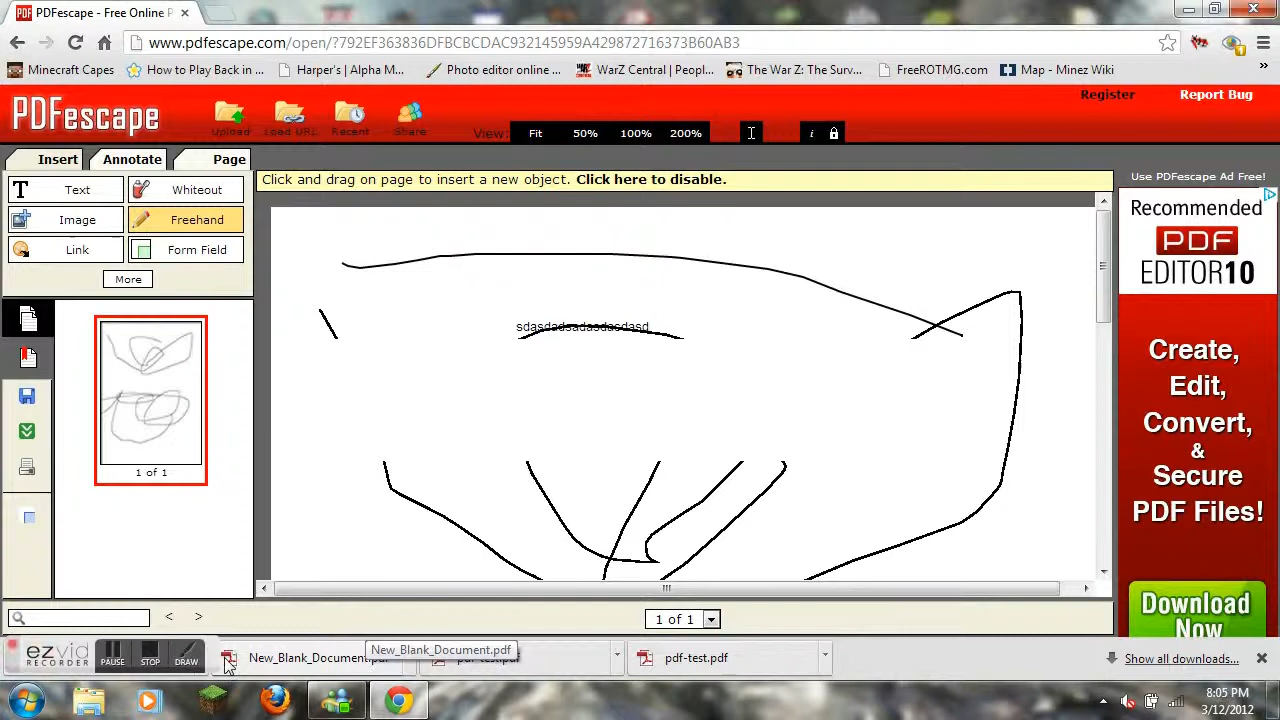 PDFescape - Free Online P
www.pdfescape.com/open/?792EF363836DFBCBCDAC932145959A429872716373B60AB3
Minecraft Capes
How to Play Back in ...
Harper's | Alpha M...
Photo editor online ...
WarZ Central | Peopl...
The War Z: The Surv...
FreeROTMG.com
Map - Minez Wiki
PDFescape
Upload
Load URL
Recent
Share
View:
Fit
50%
100%
200%
Register
Report Bug
Insert
Annotate
Page
Text
Whiteout
Image
Freehand
Link
Form Field
More
Click and drag on page to insert a new object. Click here to disable.
1 of 1
1 of 1
Use PDFescape Ad Free!
Recommended
PDF
EDITOR10
Create,
Edit,
Convert,
&
Secure
PDF Files!
Download
Now
ezvid
RECORDER
PAUSE
STOP
DRAW
New_Blank_Document.pdf
New_Blank_Document.pdf
pdf-test.pdf
pdf-test.pdf
Show all downloads...
8:05 PM
3/12/2012